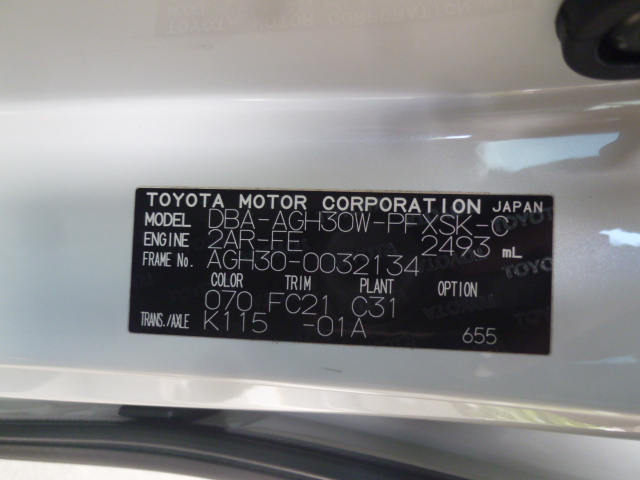 TOYOTA MOTOR CORPORATION JAPAN
MODEL DBA-AGH30W-PFXSK-C
ENGINE 2AR-FE 2493 mL
FRAME No. AGH30-0032134
COLOR TRIM PLANT OPTION
070 FC21 C31
TRANS./AXLE K115 -01A
655